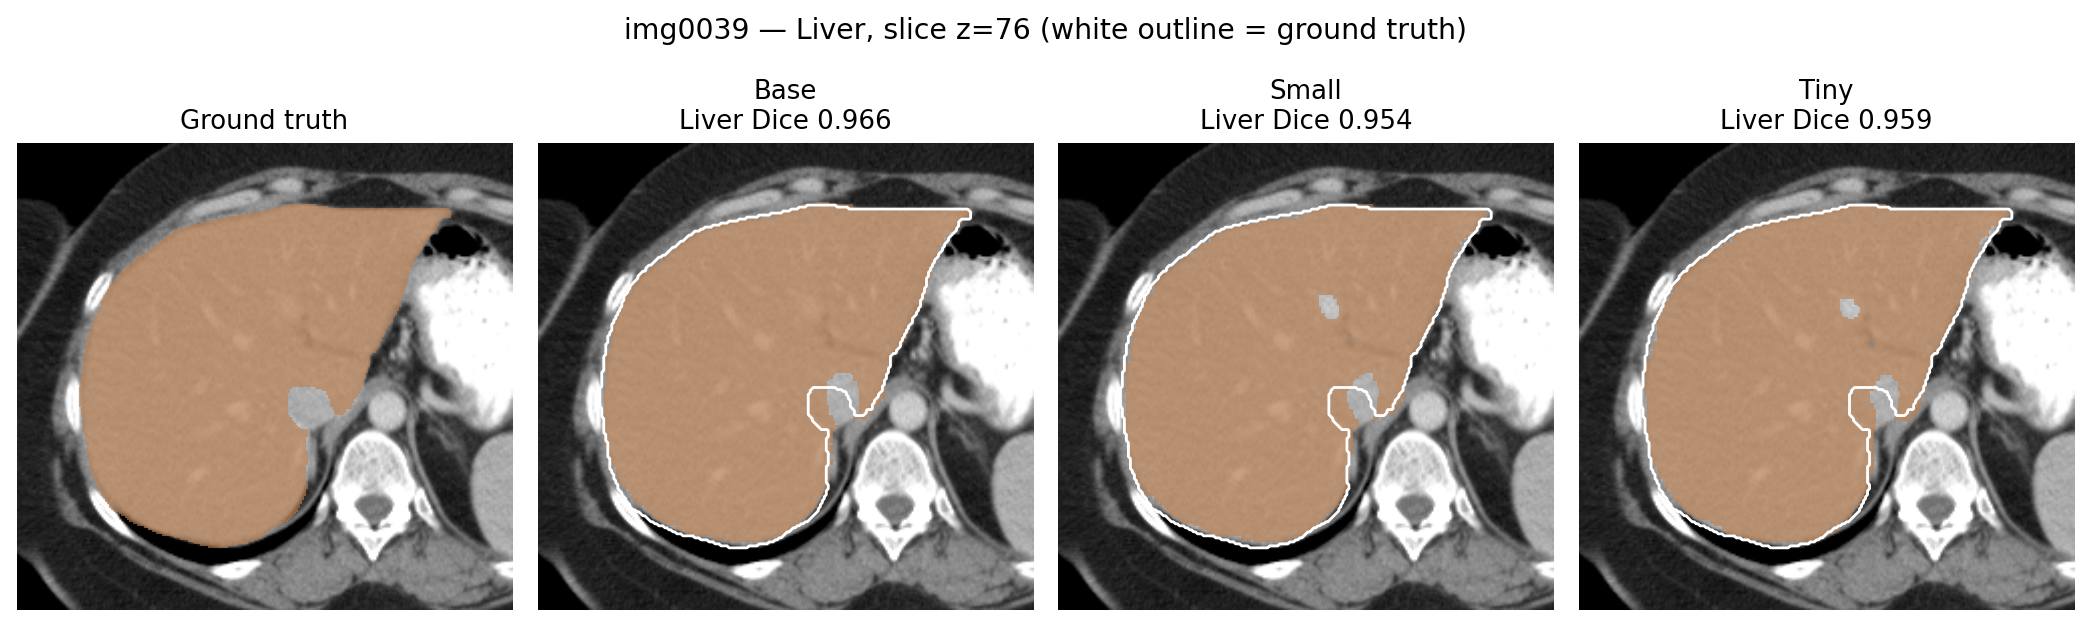 img0039 — Liver, slice z=76 (white outline = ground truth)
Ground truth
Base
Liver Dice 0.966
Small
Liver Dice 0.954
Tiny
Liver Dice 0.959